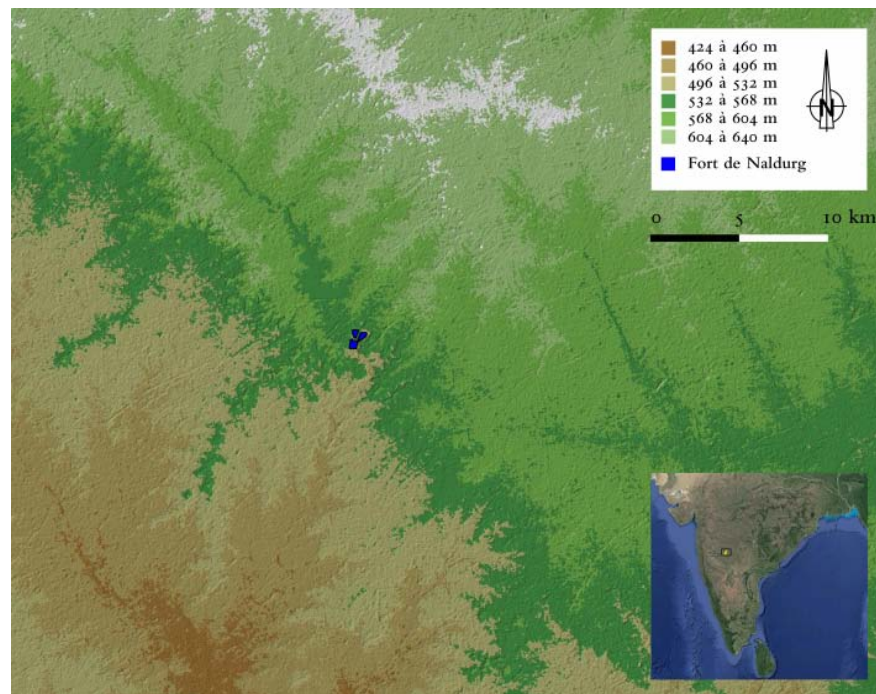 424 à 460 m
460 à 496 m
496 à 532 m
532 à 568 m
568 à 604 m
604 à 640 m
Fort de Naldurg
N
0 5 10 km